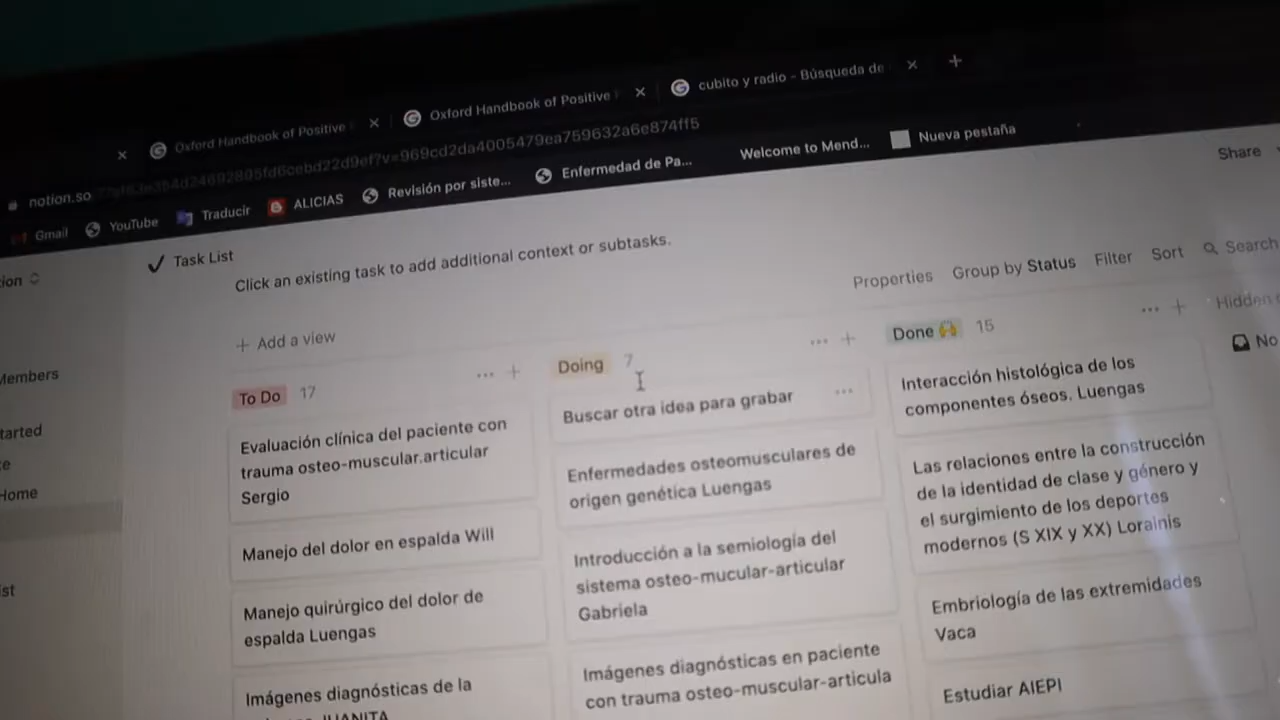 Oxford Handbook of Positive
Oxford Handbook of Positive
cubito y radio - Búsqueda de
notion.so
Gmail
YouTube
Traducir
ALICIAS
Revisión por siste...
Enfermedad de Pa...
Welcome to Mend...
Nueva pestaña
Share
Task List
Click an existing task to add additional context or subtasks.
Properties
Group by Status
Filter
Sort
Search
+ Add a view
To Do 17
Evaluación clínica del paciente con
trauma osteo-muscular.articular
Sergio
Manejo del dolor en espalda Will
Manejo quirúrgico del dolor de
espalda Luengas
Imágenes diagnósticas de la
JUANITA
Doing 7
Buscar otra idea para grabar
Enfermedades osteomusculares de
origen genética Luengas
Introducción a la semiología del
sistema osteo-mucular-articular
Gabriela
Imágenes diagnósticas en paciente
con trauma osteo-muscular-articula
Done 🙌 15
Interacción histológica de los
componentes óseos. Luengas
Las relaciones entre la construcción
de la identidad de clase y género y
el surgimiento de los deportes
modernos (S XIX y XX) Lorainis
Embriología de las extremidades
Vaca
Estudiar AIEPI
Hidden
No